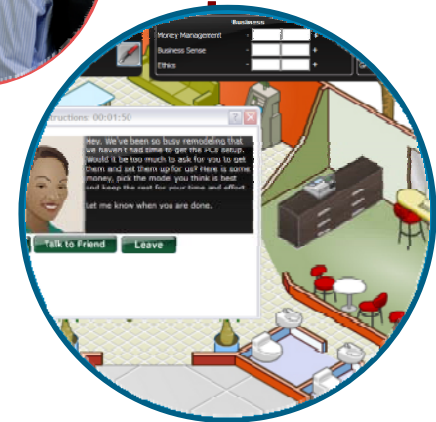 Business
Money Management - +
Business Sense - +
Ethics - +
structions 00:01:50
Hey. We've been so busy remodeling that
we haven't had time to get the PCs setup.
Would it be too much to ask for you to get
them and set them up for us? Here is some
money, pick the mode you think is best
and keep the rest for your time and effort.
Let me know when you are done.
Talk to Friend Leave